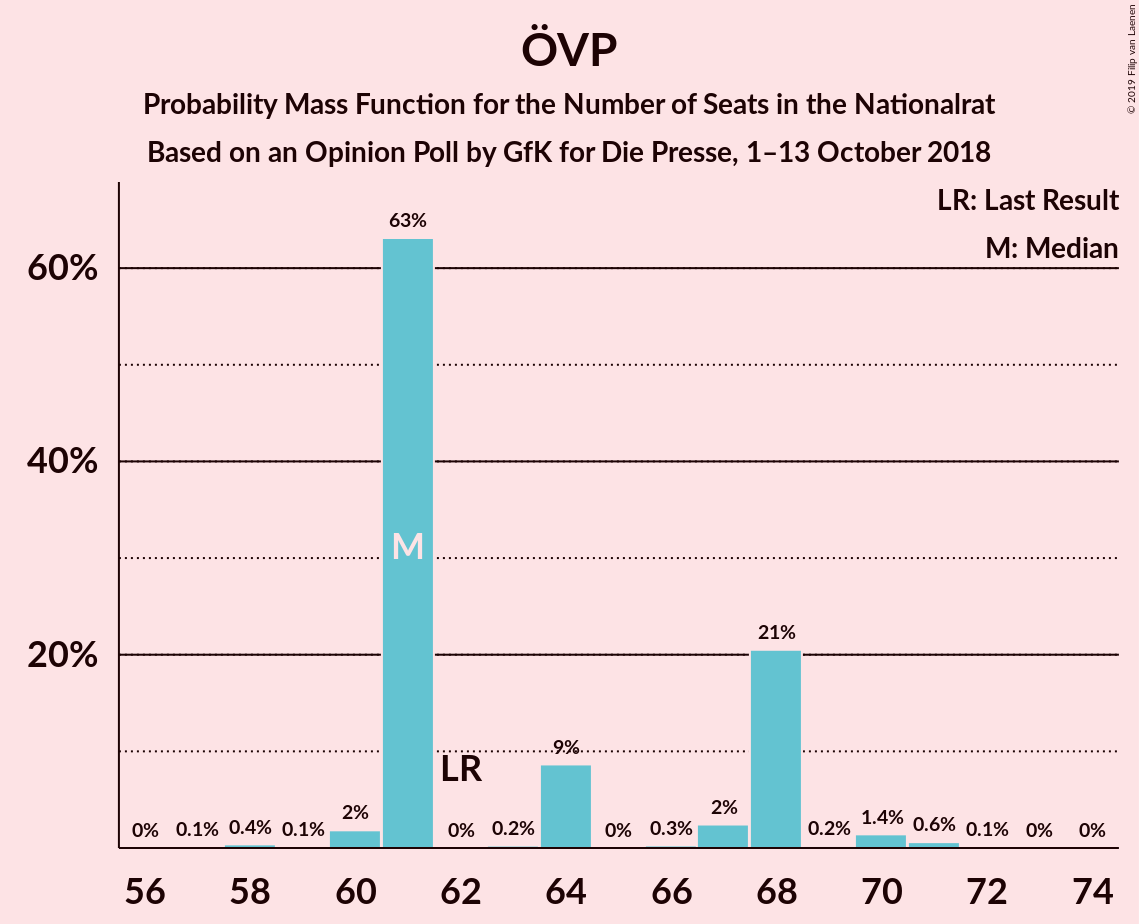 ÖVP
Probability Mass Function for the Number of Seats in the Nationalrat
Based on an Opinion Poll by GfK for Die Presse, 1–13 October 2018
© 2019 Filip van Laenen
LR: Last Result
M: Median
60%
40%
20%
0% 0.1% 0.4% 0.1% 2% 63% 0% 0.2% 9% 0% 0.3% 2% 21% 0.2% 1.4% 0.6% 0.1% 0% 0%
M
LR
56 58 60 62 64 66 68 70 72 74